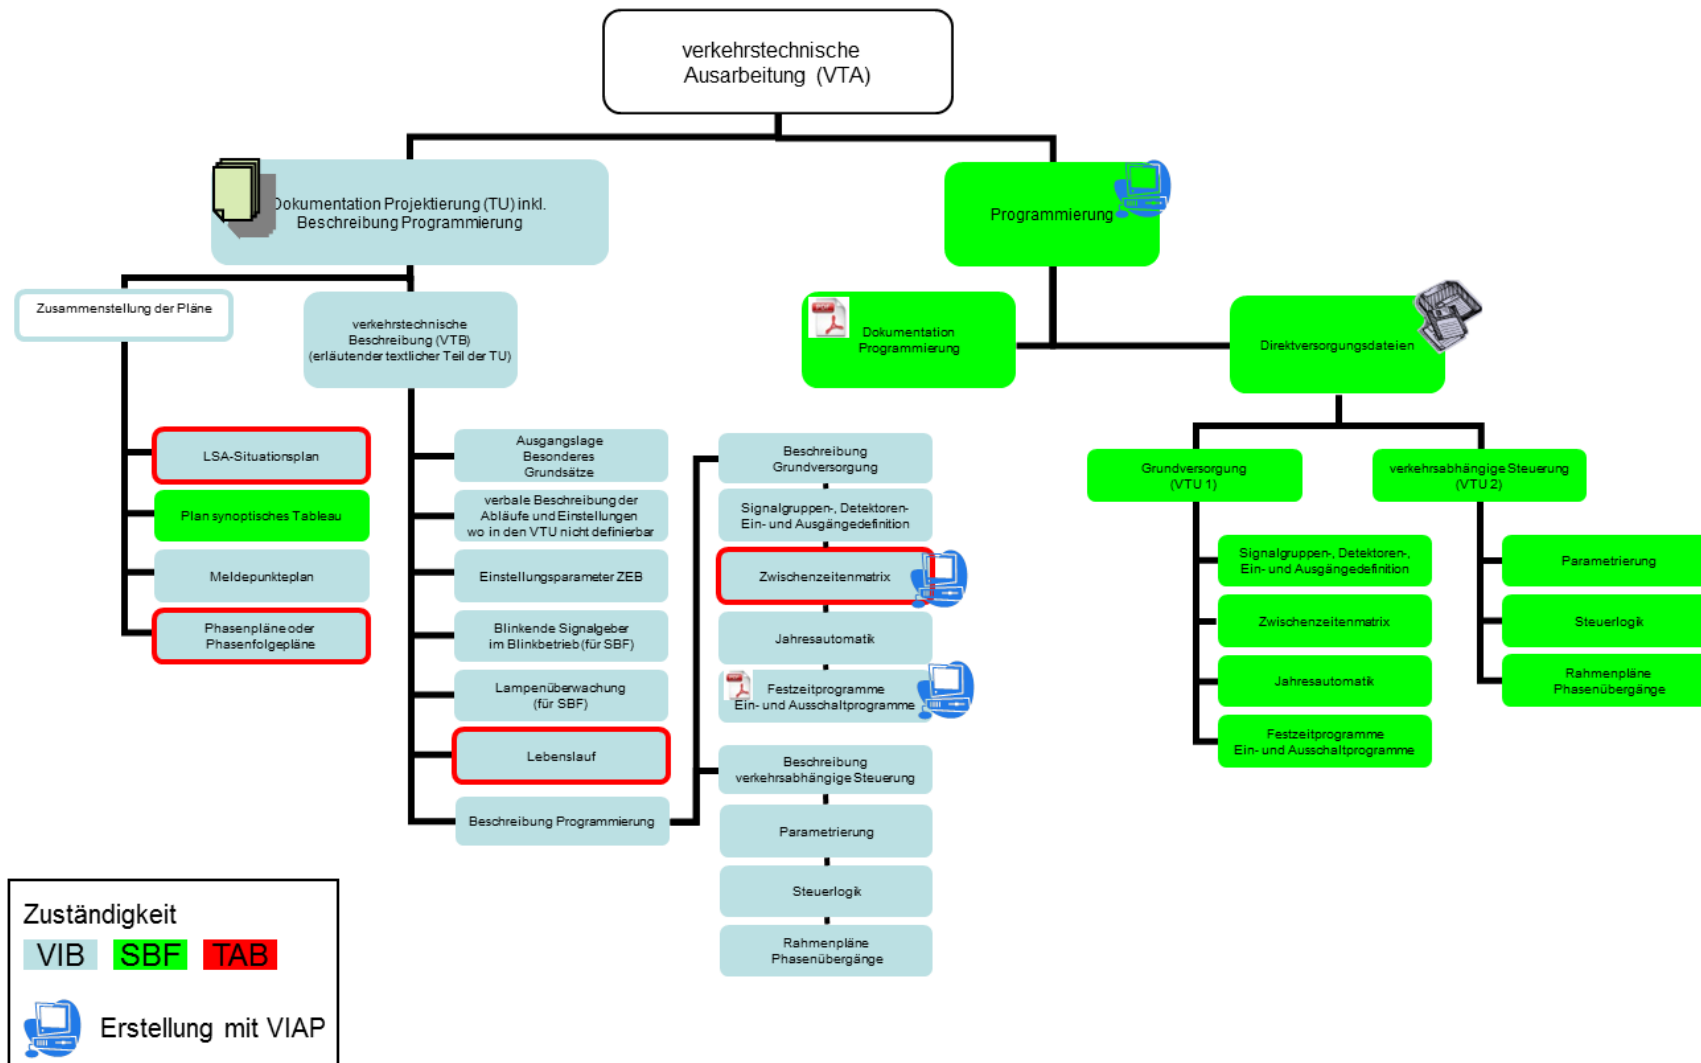 verkehrstechnische
Ausarbeitung (VTA)
Dokumentation Projektierung (TU) inkl.
Beschreibung Programmierung
Programmierung
Zusammenstellung der Pläne
verkehrstechnische
Beschreibung (VTB)
(erläutender textlicher Teil der TU)
PDF
Dokumentation
Programmierung
Direktversorgungsdateien
LSA-Situationsplan
Plan synoptisches Tableau
Meldepunkteplan
Phasenpläne oder
Phasenfolgepläne
Ausgangslage
Besonderes
Grundsätze
verbale Beschreibung der
Abläufe und Einstellungen
wo in den VTU nicht definierbar
Einstellungsparameter ZEB
Blinkende Signalgeber
im Blinkbetrieb (für SBF)
Lampenüberwachung
(für SBF)
Lebenslauf
Beschreibung Programmierung
Beschreibung
Grundversorgung
Signalgruppen-, Detektoren-
Ein- und Ausgängedefinition
Zwischenzeitenmatrix
Jahresautomatik
Festzeitprogramme
Ein- und Ausschaltprogramme
Beschreibung
verkehrsabhängige Steuerung
Parametrierung
Steuerlogik
Rahmenpläne
Phasenübergänge
Grundversorgung
(VTU 1)
Signalgruppen-, Detektoren-,
Ein- und Ausgängedefinition
Zwischenzeitenmatrix
Jahresautomatik
Festzeitprogramme
Ein- und Ausschaltprogramme
verkehrsabhängige Steuerung
(VTU 2)
Parametrierung
Steuerlogik
Rahmenpläne
Phasenübergänge
Zuständigkeit
VIB SBF TAB
Erstellung mit VIAP